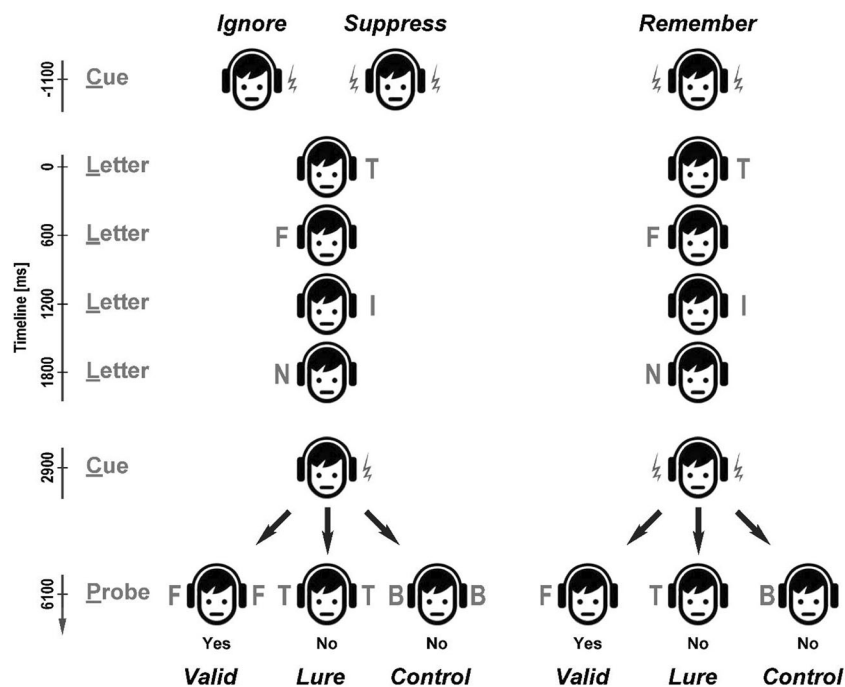 Ignore Suppress Remember
-1100 Cue
0 Letter T T
600 Letter F F
1200 Letter I I
1800 Letter N N
Timeline [ms]
2900 Cue
6100 Probe F F T T B B F T B
Yes No No Yes No No
Valid Lure Control Valid Lure Control